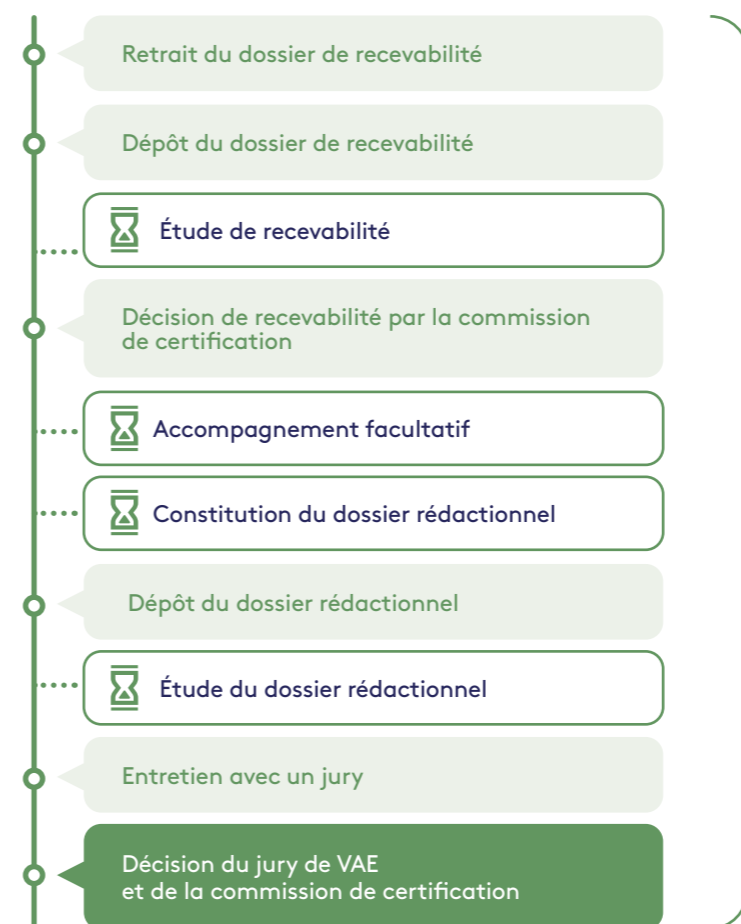 Retrait du dossier de recevabilité
Dépôt du dossier de recevabilité
Étude de recevabilité
Décision de recevabilité par la commission
de certification
Accompagnement facultatif
Constitution du dossier rédactionnel
Dépôt du dossier rédactionnel
Étude du dossier rédactionnel
Entretien avec un jury
Décision du jury de VAE
et de la commission de certification